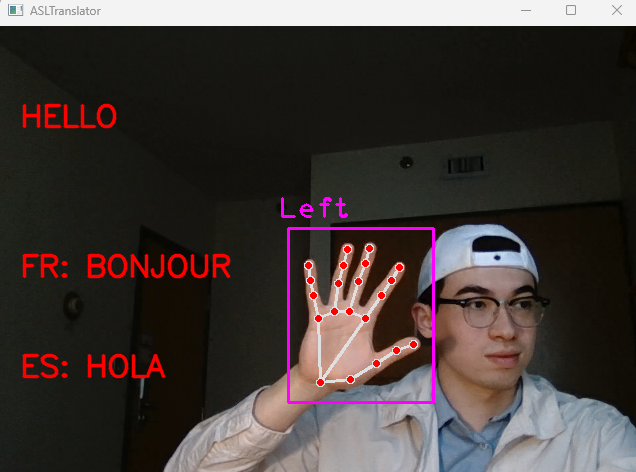 ASLTranslator
HELLO
Left
FR: BONJOUR
ES: HOLA